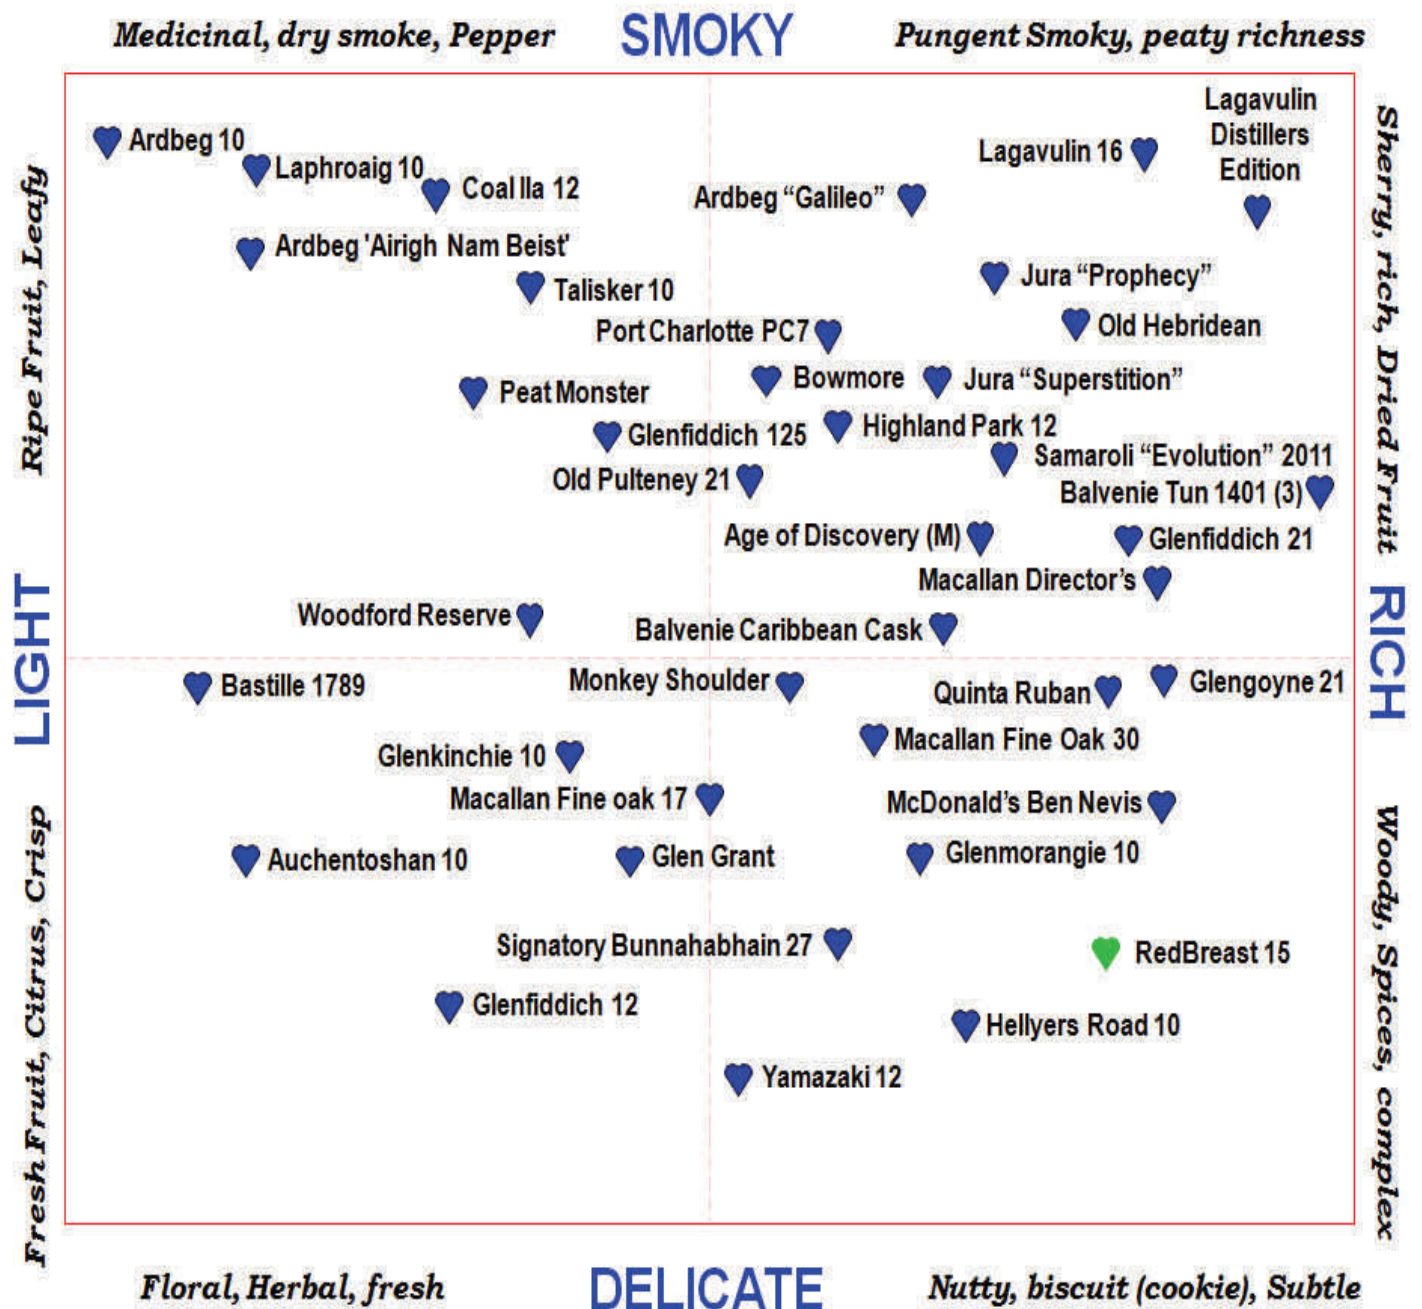 Medicinal, dry smoke, Pepper
SMOKY
Pungent Smoky, peaty richness
Ripe Fruit, Leafy
LIGHT
Fresh Fruit, Citrus, Crisp
Sherry, rich, Dried Fruit
RICH
Woody, Spices, complex
Lagavulin
Distillers
Edition
Ardbeg 10
Laphroaig 10
Coal Ila 12
Lagavulin 16
Ardbeg “Galileo”
Ardbeg 'Airigh Nam Beist'
Talisker 10
Jura “Prophecy”
Port Charlotte PC7
Old Hebridean
Peat Monster
Bowmore
Jura “Superstition”
Glenfiddich 125
Highland Park 12
Samaroli “Evolution” 2011
Old Pulteney 21
Balvenie Tun 1401 (3)
Age of Discovery (M)
Glenfiddich 21
Macallan Director’s
Woodford Reserve
Balvenie Caribbean Cask
Bastille 1789
Monkey Shoulder
Quinta Ruban
Glengoyne 21
Glenkinchie 10
Macallan Fine Oak 30
Macallan Fine oak 17
McDonald’s Ben Nevis
Auchentoshan 10
Glen Grant
Glenmorangie 10
Signatory Bunnahabhain 27
RedBreast 15
Glenfiddich 12
Hellyers Road 10
Yamazaki 12
Floral, Herbal, fresh
DELICATE
Nutty, biscuit (cookie), Subtle